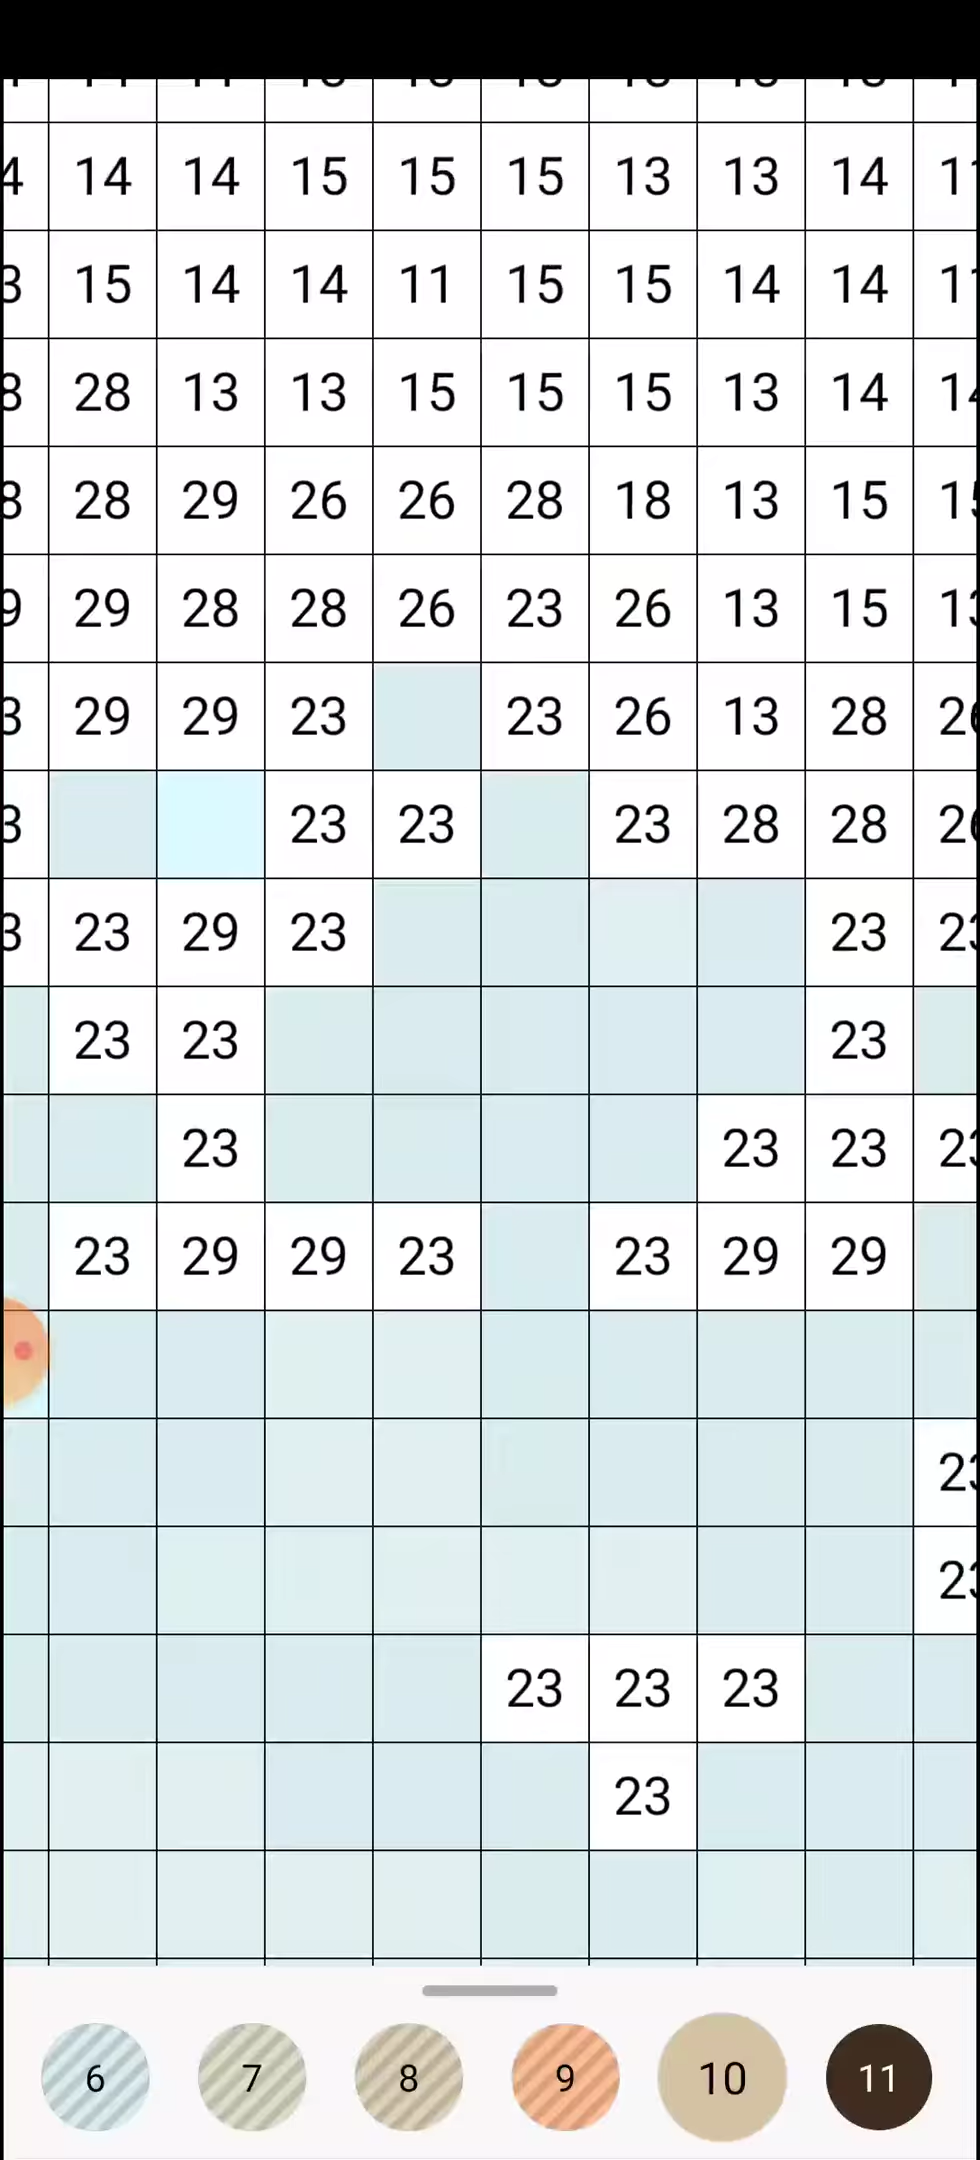 14 14 15 15 15 13 13 14
15 14 14 11 15 15 14 14
28 13 13 15 15 15 13 14
28 29 26 26 28 18 13 15
29 28 28 26 23 26 13 15
29 29 23 23 26 13 28
23 23 23 28 28
23 29 23 23
23 23 23
23 23 23
23 29 29 23 23 29 29
23 23 23
23
6 7 8 9 10 11